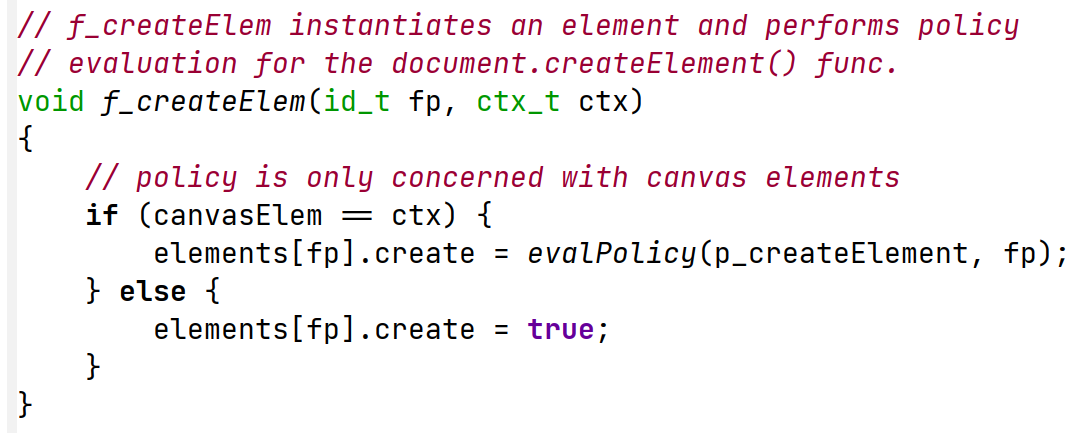 // f_createElem instantiates an element and performs policy
// evaluation for the document.createElement() func.
void f_createElem(id_t fp, ctx_t ctx)
{
    // policy is only concerned with canvas elements
    if (canvasElem == ctx) {
        elements[fp].create = evalPolicy(p_createElement, fp);
    } else {
        elements[fp].create = true;
    }
}